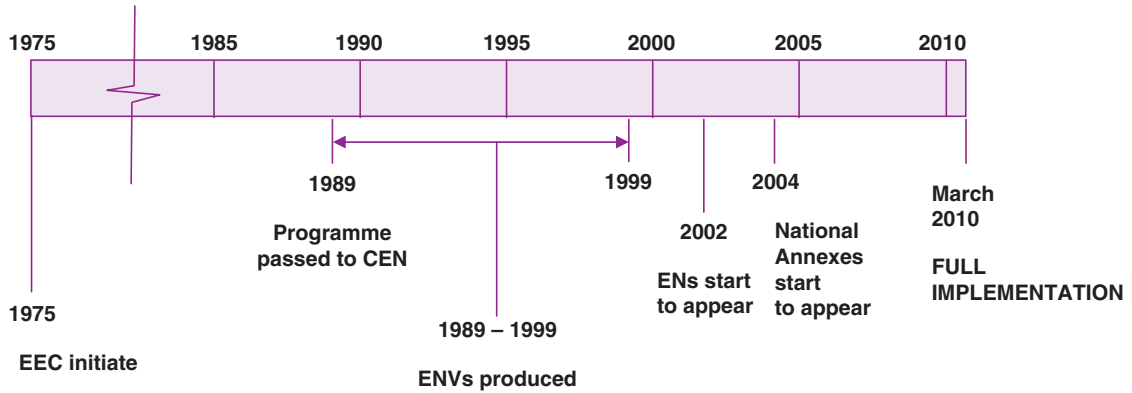 1975 1985 1990 1995 2000 2005 2010
1989
Programme
passed to CEN
1999
2002
ENs start
to appear
2004
National
Annexes
start
to appear
March
2010
FULL
IMPLEMENTATION
1975
EEC initiate
1989 – 1999
ENVs produced